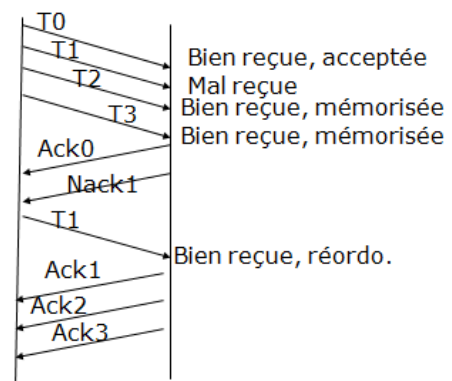 T0
Bien reçue, acceptée
T1
Mal reçue
T2
Bien reçue, mémorisée
T3
Bien reçue, mémorisée
Ack0
Nack1
T1
Bien reçue, réordo.
Ack1
Ack2
Ack3